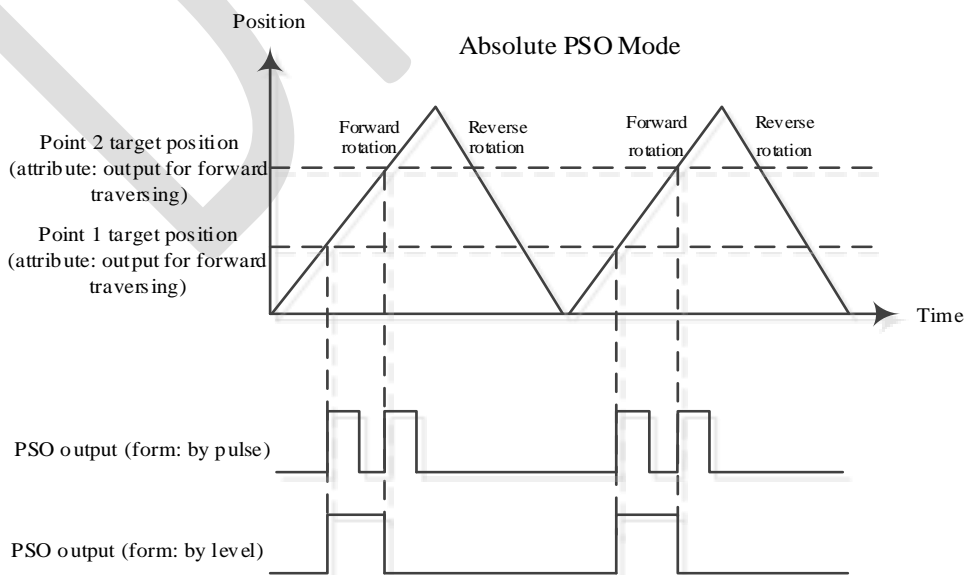 Position
Absolute PSO Mode
Forward
rotation
Reverse
rotation
Forward
rotation
Reverse
rotation
Point 2 target position
(attribute: output for forward
traversing)
Point 1 target position
(attribute: output for forward
traversing)
Time
PSO output (form: by pulse)
PSO output (form: by level)